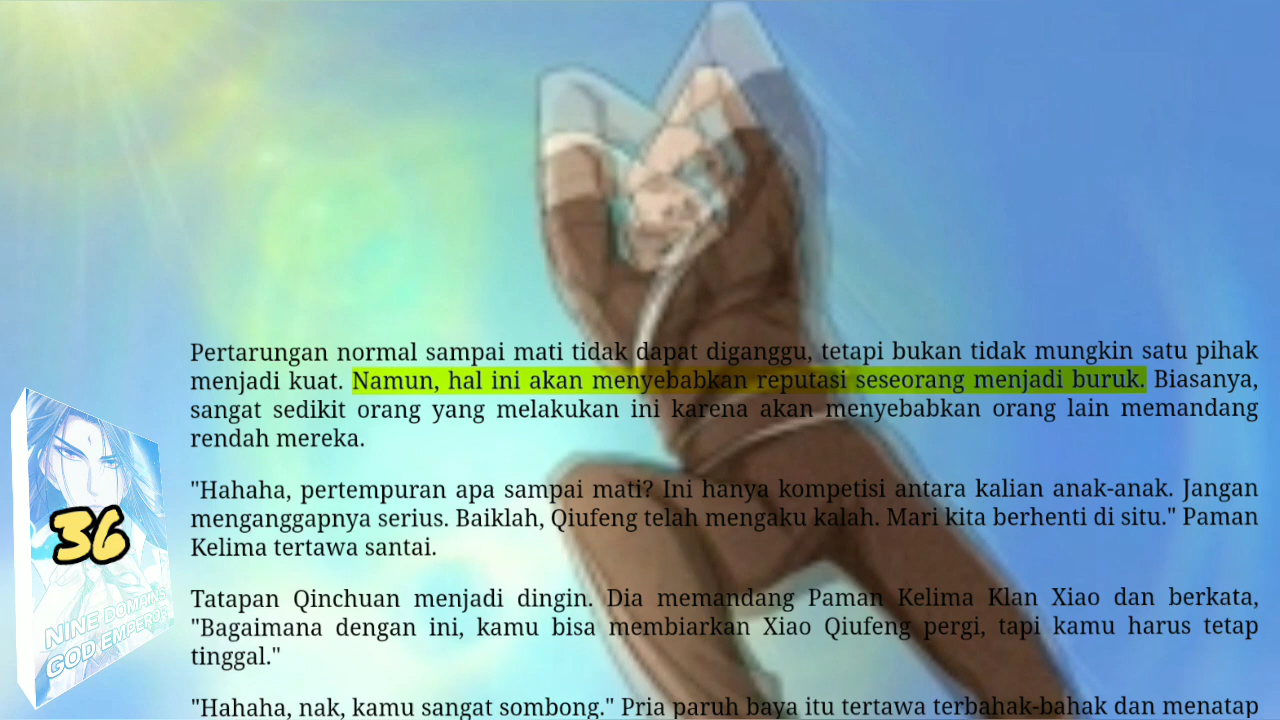 Pertarungan normal sampai mati tidak dapat diganggu, tetapi bukan tidak mungkin satu pihak
menjadi kuat. Namun, hal ini akan menyebabkan reputasi seseorang menjadi buruk. Biasanya,
sangat sedikit orang yang melakukan ini karena akan menyebabkan orang lain memandang
rendah mereka.
"Hahaha, pertempuran apa sampai mati? Ini hanya kompetisi antara kalian anak-anak. Jangan
menganggapnya serius. Baiklah, Qiufeng telah mengaku kalah. Mari kita berhenti di situ." Paman
Kelima tertawa santai.
Tatapan Qinchuan menjadi dingin. Dia memandang Paman Kelima Klan Xiao dan berkata,
"Bagaimana dengan ini, kamu bisa membiarkan Xiao Qiufeng pergi, tapi kamu harus tetap
tinggal."
"Hahaha, nak, kamu sangat sombong." Pria paruh baya itu tertawa terbahak-bahak dan menatap
36
NINE DOMAINS
GOD EMPEROR